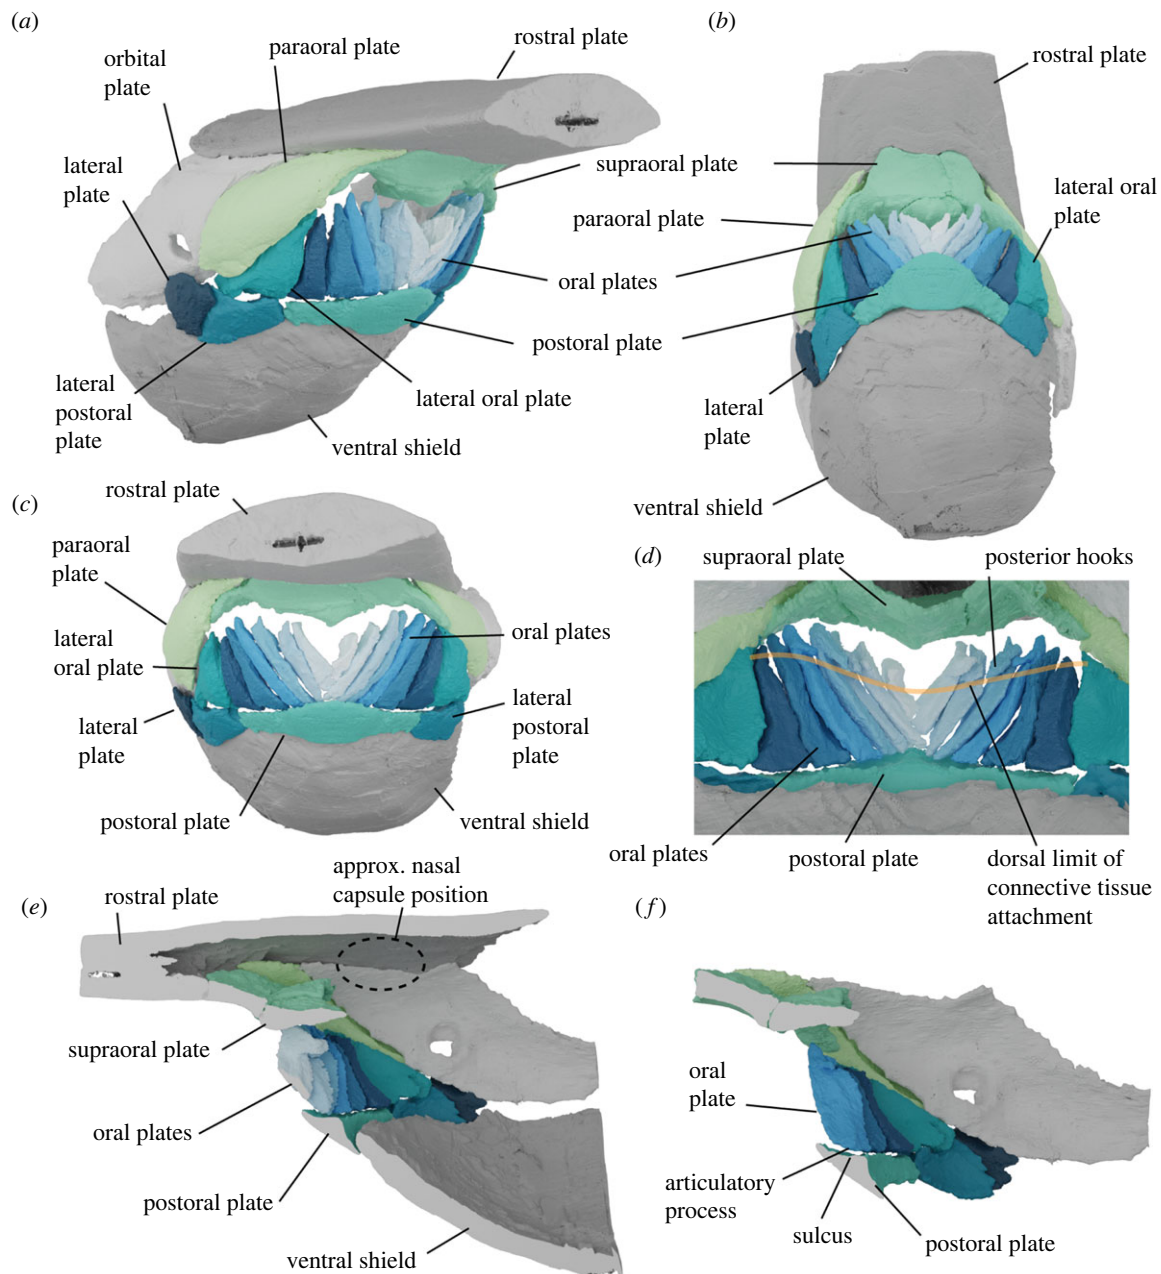 (a)
paraoral plate
rostral plate
orbital
plate
lateral
plate
supraoral plate
oral plates
postoral plate
lateral
postoral
plate
lateral oral plate
ventral shield
(b)
rostral plate
lateral oral
plate
paraoral plate
lateral
plate
ventral shield
(c)
rostral plate
paraoral
plate
lateral
oral plate
oral plates
lateral
plate
lateral
postoral
plate
postoral plate
ventral shield
(d)
supraoral plate
posterior hooks
oral plates
postoral plate
dorsal limit of
connective tissue
attachment
(e)
rostral plate
approx. nasal
capsule position
supraoral plate
oral plates
postoral plate
ventral shield
(f)
oral
plate
articulatory
process
sulcus
postoral plate